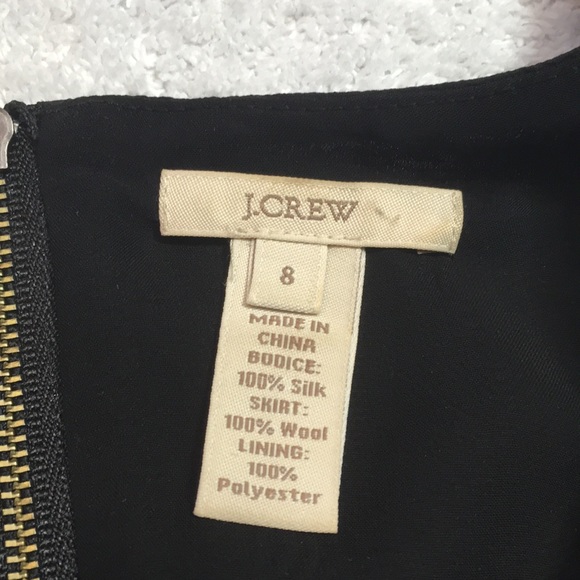 J.CREW
8
MADE IN
CHINA
BODICE:
100% Silk
SKIRT:
100% Wool
LINING:
100%
Polyester